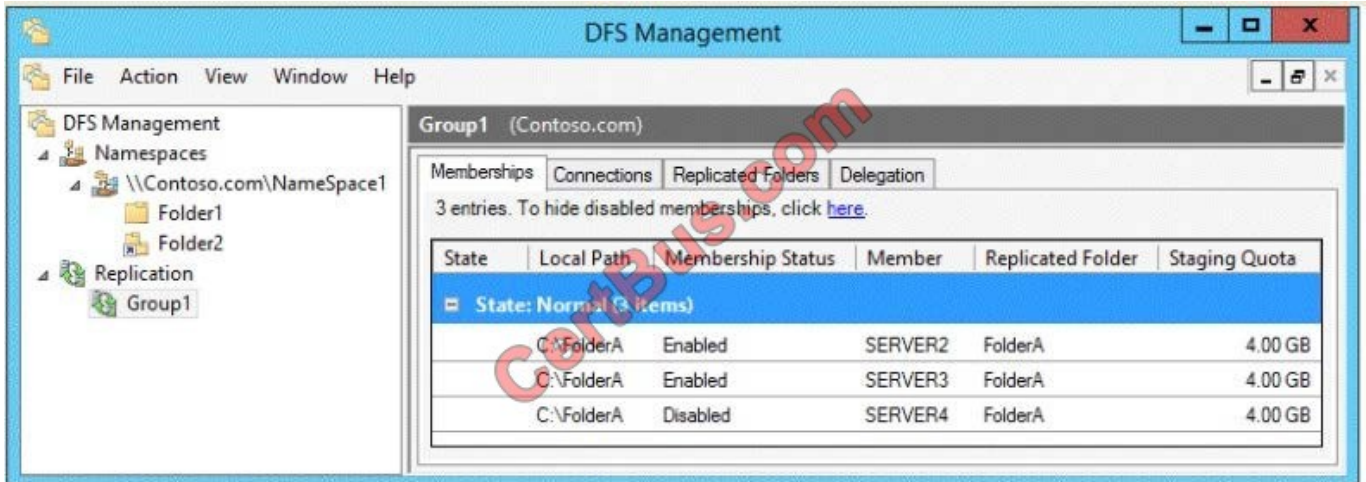 DFS Management
File Action View Window Help
DFS Management
Namespaces
\\Contoso.com\NameSpace1
Folder1
Folder2
Replication
Group1
Group1 (Contoso.com)
Memberships Connections Replicated Folders Delegation
3 entries. To hide disabled memberships, click here.
State Local Path Membership Status Member Replicated Folder Staging Quota
State: Normal (3 items)
C:\FolderA Enabled SERVER2 FolderA 4.00 GB
C:\FolderA Enabled SERVER3 FolderA 4.00 GB
C:\FolderA Disabled SERVER4 FolderA 4.00 GB
CertBus.com